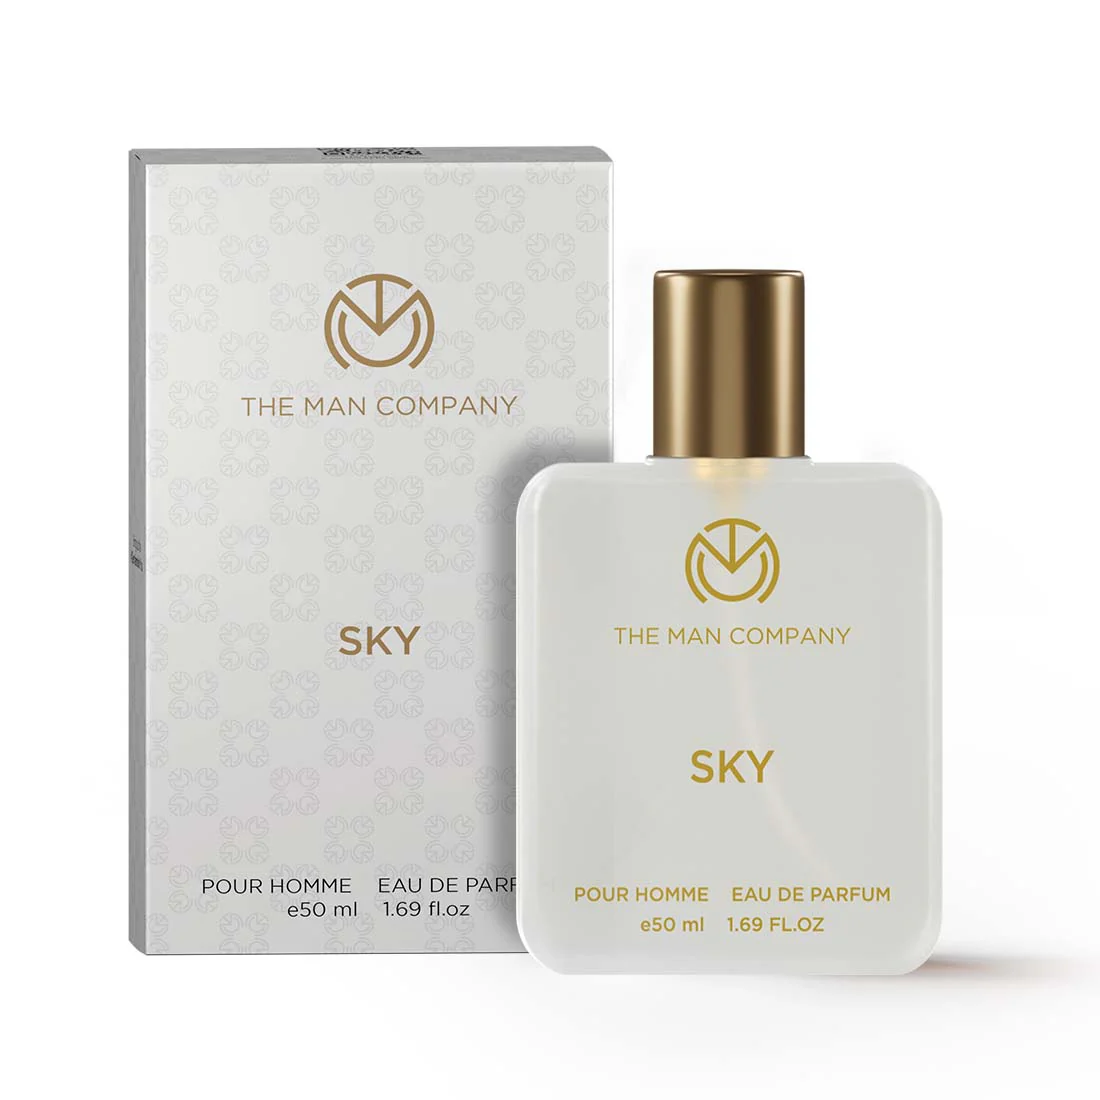 THE MAN COMPANY
SKY
POUR HOMME EAU DE PARF
e50 ml 1.69 fl.oz
THE MAN COMPANY
SKY
POUR HOMME EAU DE PARFUM
e50 ml 1.69 FL.OZ